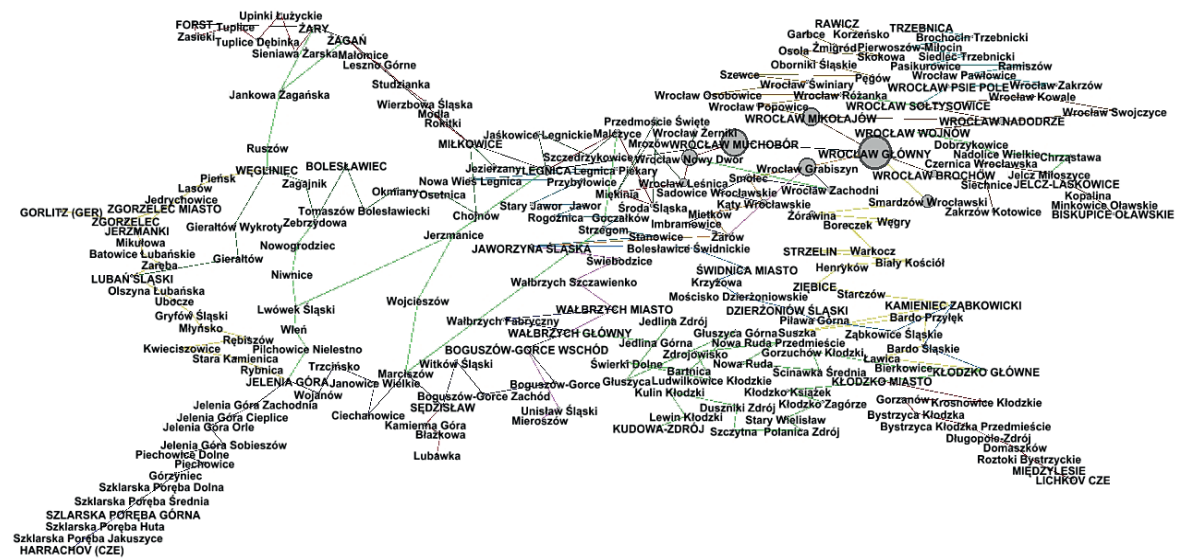 Upinki Łużyckie
FORST
Tuplice
ŻARY
Zasieki
Tuplice Dębinka
ŻAGAŃ
Sieniawa Żarska
Małomice
Leszno Górne
Studzianka
Jankowa Żagańska
Wierzbowa Śląska
Modła
Rokitki
Ruszów
MIŁKOWICE
WĘGLINIEC
BOLESŁAWIEC
Pieńsk
Zagajnik
Lasów
Jędrychowice
Okmiany
Osetnica
GORLITZ (GER)
ZGORZELEC MIASTO
ZGORZELEC
Tomaszów Bolesławiecki
Chojnów
Zebrzydowa
JERZMANKI
Gierałtów Wykroty
Mikułowa
Jerzmanice
Batowice Lubańskie
Nowogrodziec
Zaręba
Gierałtów
LUBAŃ ŚLĄSKI
Niwnice
Olszyna Lubańska
Ubocze
Gryfów Śląski
Lwówek Śląski
Wojcieszów
Młyńsko
Wleń
Rębiszów
Kwieciszowice
Pilchowice Nielestno
Stara Kamienica
Trzcińsko
Rybnica
JELENIA GÓRA
Janowice Wielkie
Marciszów
Wojanów
Ciechanowice
Jelenia Góra Zachodnia
Jelenia Góra Cieplice
Jelenia Góra Orle
Jelenia Góra Sobieszów
Piechowice Dolne
Piechowice
Górzyniec
Szklarska Poręba Dolna
Szklarska Poręba Średnia
SZLARSKA PORĘBA GÓRNA
Szklarska Poręba Huta
Szklarska Poręba Jakuszyce
HARRACHOV (CZE)
RAWICZ
Garbce
Korzeńsko
TRZEBNICA
Brochocin Trzebnicki
Osola
Żmigród
Pierwoszów Miłocin
Skokowa
Siedlec Trzebnicki
Oborniki Śląskie
Pasikurowice
Ramiszów
Szewce
Pęgów
Wrocław Pawłowice
Wrocław Świniary
WROCŁAW PSIE POLE
Wrocław Zakrzów
Wrocław Osobowice
Wrocław Różanka
Wrocław Kowale
Wrocław Popowice
WROCŁAW SOŁTYSOWICE
Wrocław Swojczyce
WROCŁAW MIKOŁAJÓW
WROCŁAW NADODRZE
Przedmoście Święte
Jaśkowice Legnickie
Malczyce
Wrocław Żerniki
WROCŁAW WOJNÓW
Mrozów
WROCŁAW MUCHOBÓR
Dobrzykowice
Szczedrzykowice
Wrocław Nowy Dwór
WROCŁAW GŁÓWNY
Nadolice Wielkie
Chrząstawa
Jezierzany
LEGNICA
Legnica Piekary
Wrocław Grabiszyn
Czernica Wrocławska
Nowa Wieś Legnica
Przybyłowice
Wrocław Leśnica
Smolec
WROCŁAW BROCHÓW
Jelcz Miłoszyce
Miękinia
Sadowice Wrocławskie
Wrocław Zachodni
Siechnice
JELCZ-LASKOWICE
Stary Jawor
Jawor
Środa Śląska
Kąty Wrocławskie
Smardzów Wrocławski
Kopalina
Minkowice Oławskie
Rogoźnica
Goczałków
Mietków
Żórawina
Zakrzów Kotowice
BISKUPICE OŁAWSKIE
Strzegom
Imbramowice
Boreczek
Węgry
Stanowice
Żarów
JAWORZYNA ŚLĄSKA
Bolesławice Świdnickie
STRZELIN
Warkocz
Świebodzice
Henryków
Biały Kościół
ŚWIDNICA MIASTO
Wałbrzych Szczawienko
Krzyżowa
ZIĘBICE
Starczów
Mościsko Dzierżoniowskie
WAŁBRZYCH MIASTO
DZIERŻONIÓW ŚLĄSKI
KAMIENIEC ZĄBKOWICKI
Wałbrzych Fabryczny
Jedlina Zdrój
Piława Górna
Bardo Przyłęk
WAŁBRZYCH GŁÓWNY
Głuszyca Górna
Suszka
Ząbkowice Śląskie
Jedlina Górna
Nowa Ruda Przedmieście
BOGUSZÓW-GORCE WSCHÓD
Zdrojowisko
Gorzuchów Kłodzki
Bardo Śląskie
Witków Śląski
Świerki Dolne
Nowa Ruda
Ławica
Bartnica
Ścinawka Średnia
Bierkowice
KŁODZKO GŁÓWNE
Boguszów-Gorce
Głuszyca
Ludwikowice Kłodzkie
KŁODZKO MIASTO
Boguszów-Gorce Zachód
Kulin Kłodzki
Kłodzko Książek
Gorzanów
Krosnowice Kłodzkie
SĘDZISŁAW
Unisław Śląski
Duszniki Zdrój
Kłodzko Zagórze
Bystrzyca Kłodzka
Mieroszów
Lewin Kłodzki
Stary Wielisław
Kamienna Góra
KUDOWA-ZDRÓJ
Szczytna
Polanica Zdrój
Bystrzyca Kłodzka Przedmieście
Błażkowa
Długopole-Zdrój
Lubawka
Domaszków
Roztoki Bystrzyckie
MIĘDZYLESIE
LICHKOV CZE